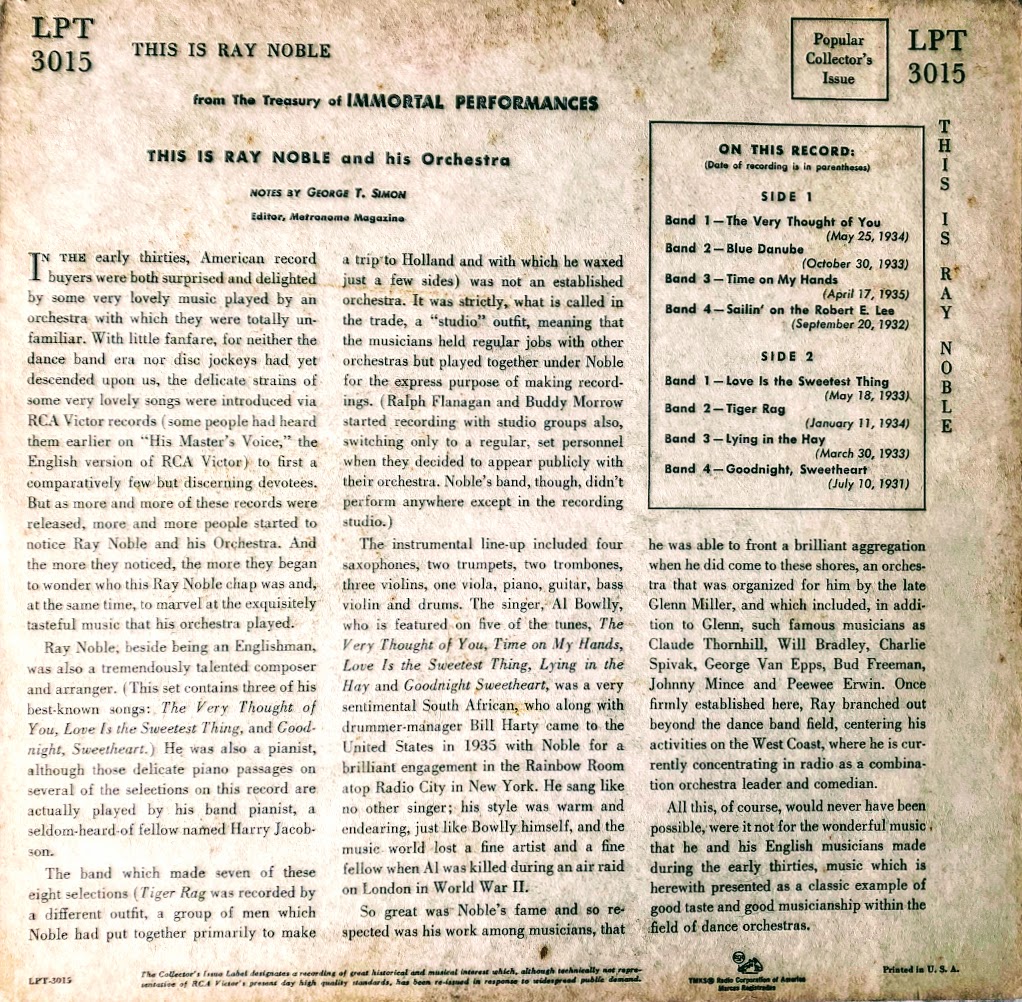 LPT
3015
THIS IS RAY NOBLE
Popular
Collector's
Issue
LPT
3015
THIS IS RAY NOBLE
from The Treasury of IMMORTAL PERFORMANCES
THIS IS RAY NOBLE and his Orchestra
NOTES BY GEORGE T. SIMON
Editor, Metronome Magazine
IN THE early thirties, American record
buyers were both surprised and delighted
by some very lovely music played by an
orchestra with which they were totally un-
familiar. With little fanfare, for neither the
dance band era nor disc jockeys had yet
descended upon us, the delicate strains of
some very lovely songs were introduced via
RCA Victor records (some people had heard
them earlier on “His Master's Voice,” the
English version of RCA Victor) to first a
comparatively few but discerning devotees.
But as more and more of these records were
released, more and more people started to
notice Ray Noble and his Orchestra. And
the more they noticed, the more they began
to wonder who this Ray Noble chap was and,
at the same time, to marvel at the exquisitely
tasteful music that his orchestra played.
Ray Noble, beside being an Englishman,
was also a tremendously talented composer
and arranger. (This set contains three of his
best-known songs: The Very Thought of
You, Love Is the Sweetest Thing, and Good-
night, Sweetheart.) He was also a pianist,
although those delicate piano passages on
several of the selections on this record are
actually played by his band pianist, a
seldom-heard-of fellow named Harry Jacob-
son.
The band which made seven of these
eight selections (Tiger Rag was recorded by
a different outfit, a group of men which
Noble had put together primarily to make
a trip to Holland and with which he waxed
just a few sides) was not an established
orchestra. It was strictly, what is called in
the trade, a “studio” outfit, meaning that
the musicians held regular jobs with other
orchestras but played together under Noble
for the express purpose of making record-
ings. (Ralph Flanagan and Buddy Morrow
started recording with studio groups also,
switching only to a regular, set personnel
when they decided to appear publicly with
their orchestra. Noble's band, though, didn't
perform anywhere except in the recording
studio.)
The instrumental line-up included four
saxophones, two trumpets, two trombones,
three violins, one viola, piano, guitar, bass
violin and drums. The singer, Al Bowlly,
who is featured on five of the tunes, The
Very Thought of You, Time on My Hands,
Love Is the Sweetest Thing, Lying in the
Hay and Goodnight Sweetheart, was a very
sentimental South African, who along with
drummer-manager Bill Harty came to the
United States in 1935 with Noble for a
brilliant engagement in the Rainbow Room
atop Radio City in New York. He sang like
no other singer; his style was warm and
endearing, just like Bowlly himself, and the
music world lost a fine artist and a fine
fellow when Al was killed during an air raid
on London in World War II.
So great was Noble's fame and so re-
spected was his work among musicians, that
ON THIS RECORD:
(Date of recording is in parentheses)
SIDE 1
Band 1—The Very Thought of You
(May 25, 1934)
Band 2—Blue Danube
(October 30, 1933)
Band 3—Time on My Hands
(April 17, 1935)
Band 4—Sailin' on the Robert E. Lee
(September 20, 1932)
SIDE 2
Band 1—Love Is the Sweetest Thing
(May 18, 1933)
Band 2—Tiger Rag
(January 11, 1934)
Band 3—Lying in the Hay
(March 30, 1933)
Band 4—Goodnight, Sweetheart
(July 10, 1931)
he was able to front a brilliant aggregation
when he did come to these shores, an orches-
tra that was organized for him by the late
Glenn Miller, and which included, in addi-
tion to Glenn, such famous musicians as
Claude Thornhill, Will Bradley, Charlie
Spivak, George Van Epps, Bud Freeman,
Johnny Mince and Peewee Erwin. Once
firmly established here, Ray branched out
beyond the dance band field, centering his
activities on the West Coast, where he is cur-
rently concentrating in radio as a combina-
tion orchestra leader and comedian.
All this, of course, would never have been
possible, were it not for the wonderful music
that he and his English musicians made
during the early thirties, music which is
herewith presented as a classic example of
good taste and good musicianship within the
field of dance orchestras.
LPT-3015
The Collector's Issue Label designates a recording of great historical and musical interest which, although technically not repre-
sentative of RCA Victor's present day high quality standards, has been re-issued in response to widespread public demand.
TMKS® Radio Corporation of America
Marcas Registradas
Printed in U. S. A.